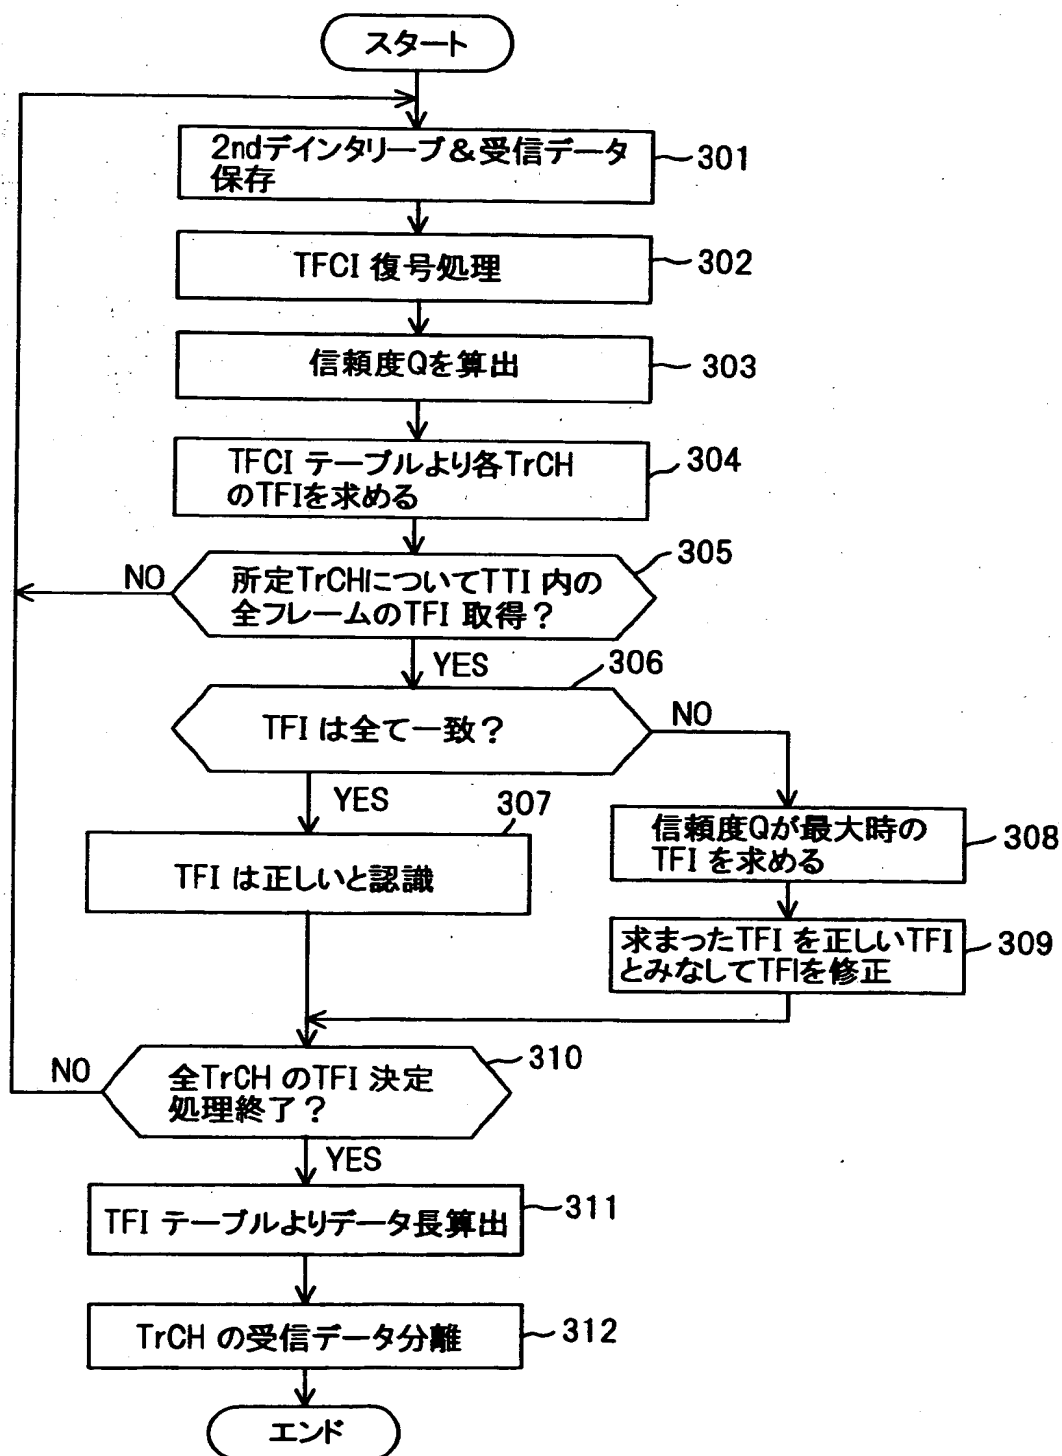 スタート
2ndデインタリーブ&受信データ
保存
301
TFCI 復号処理
302
信頼度Qを算出
303
TFCI テーブルより各TrCH
のTFIを求める
304
所定TrCHについてTTI 内の
全フレームのTFI 取得?
305
NO
YES
306
TFI は全て一致?
NO
YES
307
TFI は正しいと認識
信頼度Qが最大時の
TFI を求める
308
求まったTFI を正しいTFI
とみなしてTFIを修正
309
全TrCH のTFI 決定
処理終了?
310
NO
YES
TFI テーブルよりデータ長算出
311
TrCH の受信データ分離
312
エンド